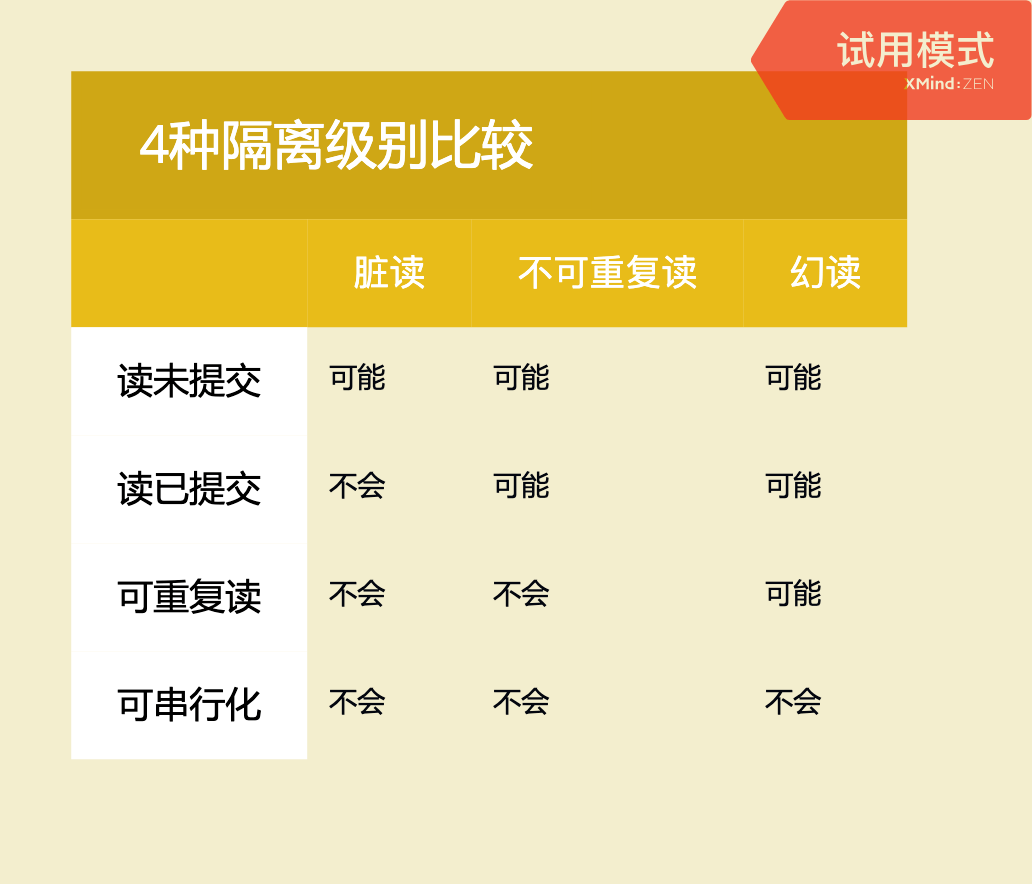 试用模式
XMind:ZEN
4种隔离级别比较
脏读 不可重复读 幻读
读未提交 可能 可能 可能
读已提交 不会 可能 可能
可重复读 不会 不会 可能
可串行化 不会 不会 不会